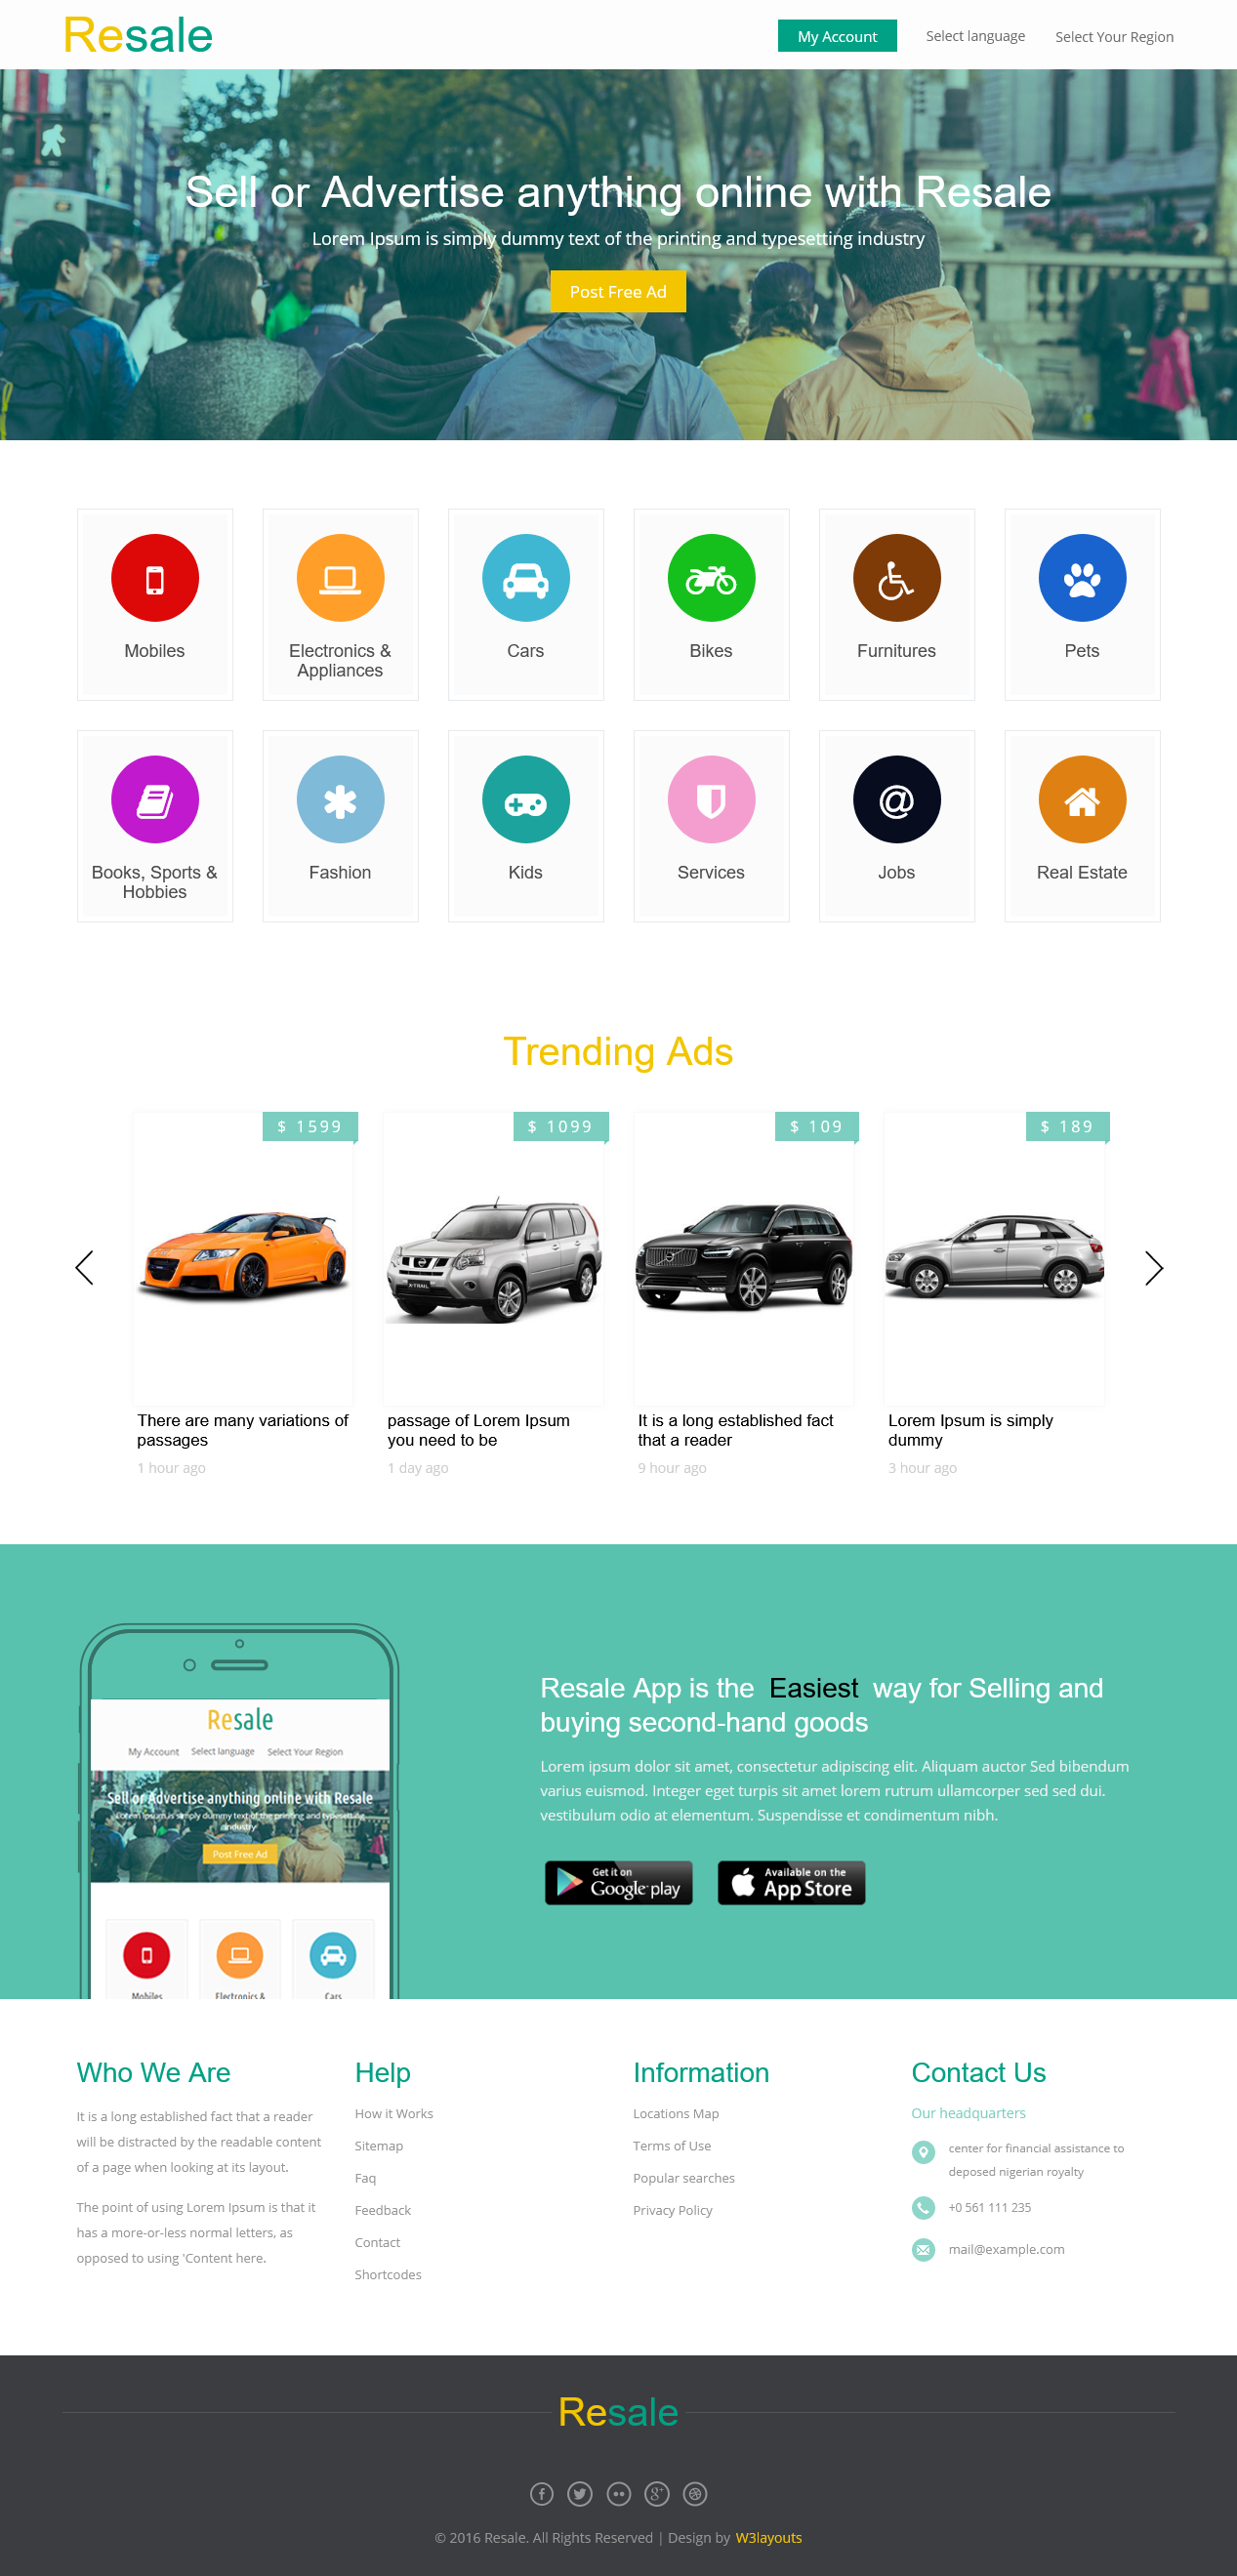 Resale
My Account
Select language
Select Your Region
Sell or Advertise anything online with Resale
Lorem Ipsum is simply dummy text of the printing and typesetting industry
Post Free Ad
Mobiles
Electronics &
Appliances
Cars
Bikes
Furnitures
Pets
Books, Sports &
Hobbies
Fashion
Kids
Services
Jobs
Real Estate
Trending Ads
$ 1599
$ 1099
$ 109
$ 189
X-TRAIL
There are many variations of
passages
1 hour ago
passage of Lorem Ipsum
you need to be
1 day ago
It is a long established fact
that a reader
9 hour ago
Lorem Ipsum is simply
dummy
3 hour ago
Resale
My Account
Select language
Select Your Region
Sell or Advertise anything online with Resale
Lorem Ipsum is simply dummy text of the printing and typesetting
industry
Post Free Ad
Mobiles
Electronics &
Cars
Resale App is the Easiest way for Selling and
buying second-hand goods
Lorem ipsum dolor sit amet, consectetur adipiscing elit. Aliquam auctor Sed bibendum
varius euismod. Integer eget turpis sit amet lorem rutrum ullamcorper sed sed dui.
vestibulum odio at elementum. Suspendisse et condimentum nibh.
Get it on
Google play
Available on the
App Store
Who We Are
It is a long established fact that a reader
will be distracted by the readable content
of a page when looking at its layout.
The point of using Lorem Ipsum is that it
has a more-or-less normal letters, as
opposed to using 'Content here.
Help
How it Works
Sitemap
Faq
Feedback
Contact
Shortcodes
Information
Locations Map
Terms of Use
Popular searches
Privacy Policy
Contact Us
Our headquarters
center for financial assistance to
deposed nigerian royalty
+0 561 111 235
mail@example.com
Resale
© 2016 Resale. All Rights Reserved | Design by W3layouts